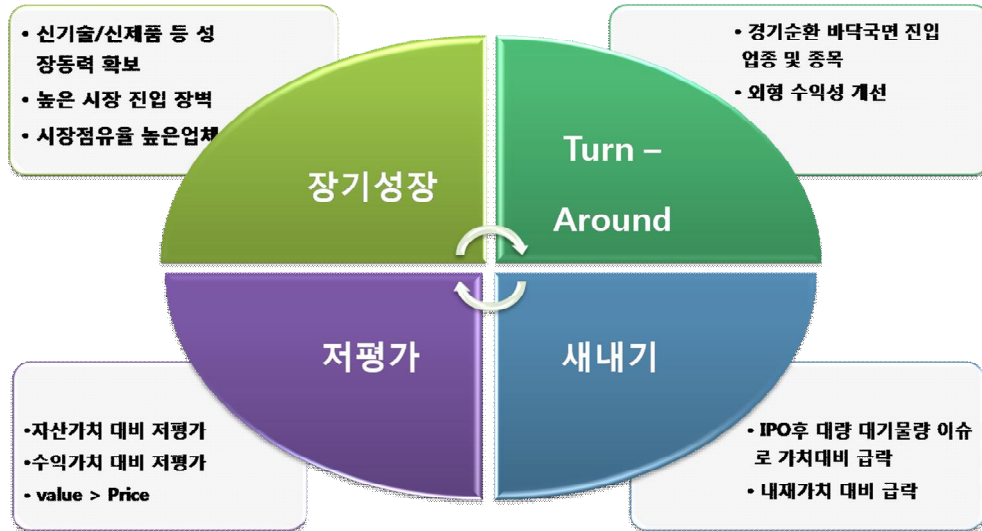 • 신기술/신제품 등 성
장동력 확보
• 높은 시장 진입 장벽
• 시장점유율 높은업체
• 경기순환 바닥국면 진입
업종 및 종목
• 외형 수익성 개선
장기성장
Turn –
Around
저평가
새내기
•자산가치 대비 저평가
•수익가치 대비 저평가
• value > Price
• IPO후 대량 대기물량 이슈
로 가치대비 급락
• 내재가치 대비 급락